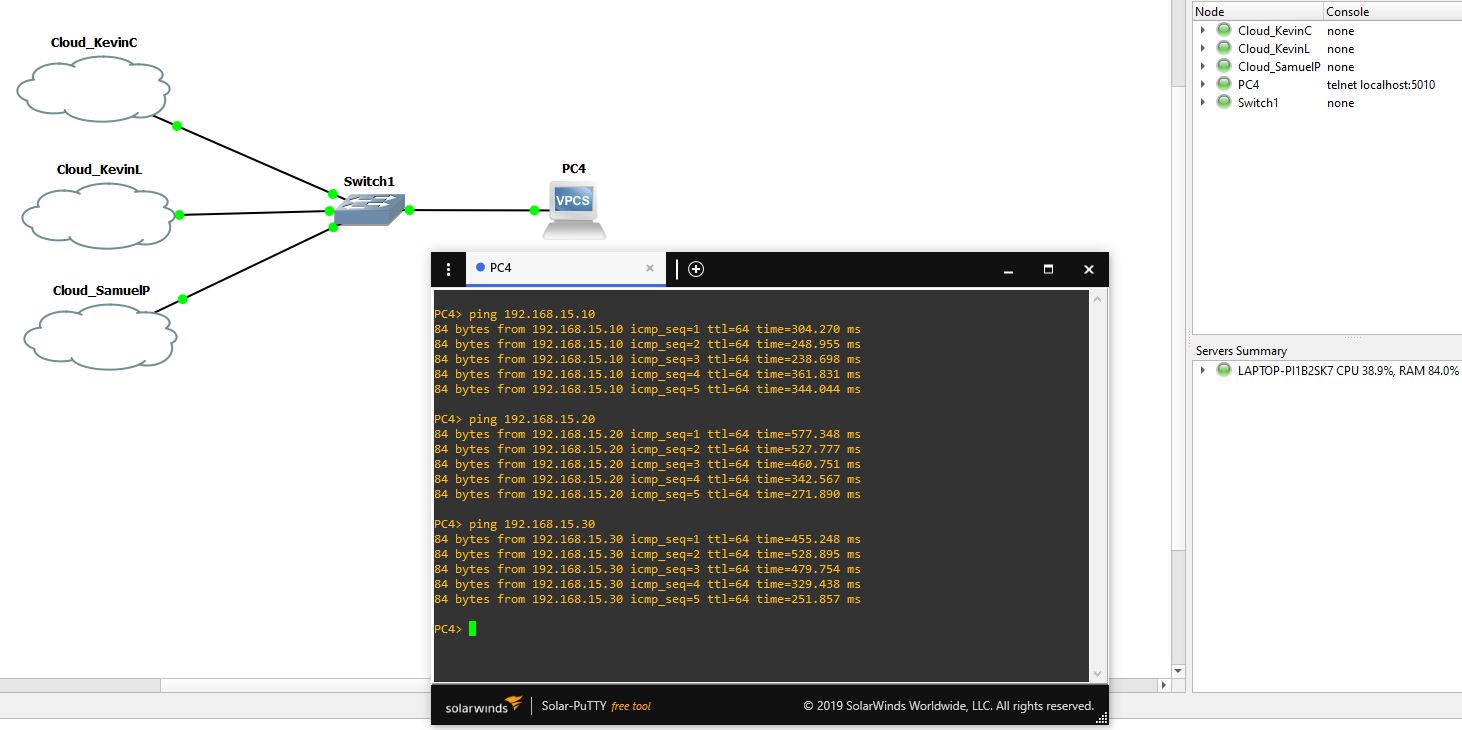 Cloud_KevinC
Cloud_KevinL
Switch1
PC4
VPCS
Cloud_SamuelP
PC4
PC4> ping 192.168.15.10
84 bytes from 192.168.15.10 icmp_seq=1 ttl=64 time=304.270 ms
84 bytes from 192.168.15.10 icmp_seq=2 ttl=64 time=248.955 ms
84 bytes from 192.168.15.10 icmp_seq=3 ttl=64 time=238.698 ms
84 bytes from 192.168.15.10 icmp_seq=4 ttl=64 time=361.831 ms
84 bytes from 192.168.15.10 icmp_seq=5 ttl=64 time=344.044 ms
PC4> ping 192.168.15.20
84 bytes from 192.168.15.20 icmp_seq=1 ttl=64 time=577.348 ms
84 bytes from 192.168.15.20 icmp_seq=2 ttl=64 time=527.777 ms
84 bytes from 192.168.15.20 icmp_seq=3 ttl=64 time=460.751 ms
84 bytes from 192.168.15.20 icmp_seq=4 ttl=64 time=342.567 ms
84 bytes from 192.168.15.20 icmp_seq=5 ttl=64 time=271.890 ms
PC4> ping 192.168.15.30
84 bytes from 192.168.15.30 icmp_seq=1 ttl=64 time=455.248 ms
84 bytes from 192.168.15.30 icmp_seq=2 ttl=64 time=528.895 ms
84 bytes from 192.168.15.30 icmp_seq=3 ttl=64 time=479.754 ms
84 bytes from 192.168.15.30 icmp_seq=4 ttl=64 time=329.438 ms
84 bytes from 192.168.15.30 icmp_seq=5 ttl=64 time=251.857 ms
PC4>
solarwinds Solar-PuTTY free tool © 2019 SolarWinds Worldwide, LLC. All rights reserved.
Node Console
Cloud_KevinC none
Cloud_KevinL none
Cloud_SamuelP none
PC4 telnet localhost:5010
Switch1 none
Servers Summary
LAPTOP-PI1B2SK7 CPU 38.9%, RAM 84.0%